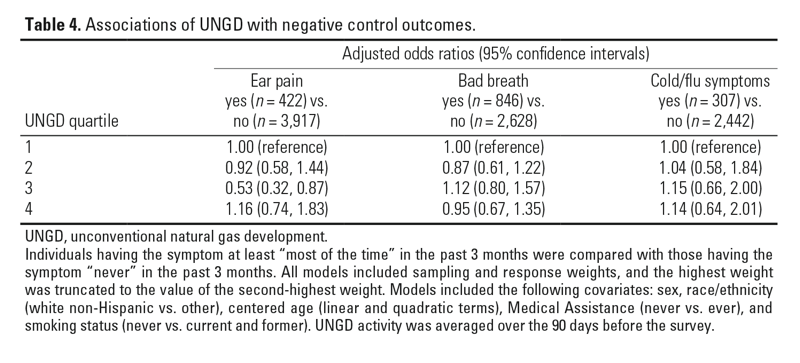 Table 4. Associations of UNGD with negative control outcomes.
Adjusted odds ratios (95% confidence intervals)
UNGD quartile Ear pain yes (n = 422) vs. no (n = 3,917) Bad breath yes (n = 846) vs. no (n = 2,628) Cold/flu symptoms yes (n = 307) vs. no (n = 2,442)
1 1.00 (reference) 1.00 (reference) 1.00 (reference)
2 0.92 (0.58, 1.44) 0.87 (0.61, 1.22) 1.04 (0.58, 1.84)
3 0.53 (0.32, 0.87) 1.12 (0.80, 1.57) 1.15 (0.66, 2.00)
4 1.16 (0.74, 1.83) 0.95 (0.67, 1.35) 1.14 (0.64, 2.01)
UNGD, unconventional natural gas development.
Individuals having the symptom at least “most of the time” in the past 3 months were compared with those having the
symptom “never” in the past 3 months. All models included sampling and response weights, and the highest weight
was truncated to the value of the second-highest weight. Models included the following covariates: sex, race/ethnicity
(white non-Hispanic vs. other), centered age (linear and quadratic terms), Medical Assistance (never vs. ever), and
smoking status (never vs. current and former). UNGD activity was averaged over the 90 days before the survey.